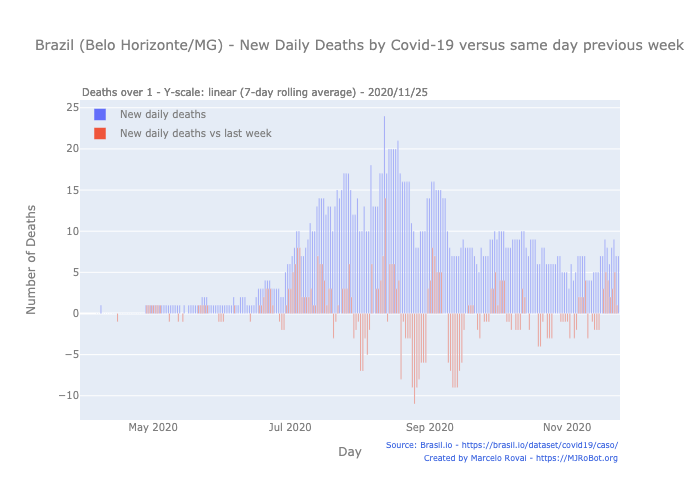 Brazil (Belo Horizonte/MG) - New Daily Deaths by Covid-19 versus same day previous week
Deaths over 1 - Y-scale: linear (7-day rolling average) - 2020/11/25
New daily deaths
New daily deaths vs last week
Number of Deaths
25
20
15
10
5
0
−5
−10
May 2020
Jul 2020
Sep 2020
Nov 2020
Day
Source: Brasil.io - https://brasil.io/dataset/covid19/caso/
Created by Marcelo Rovai - https://MJRoBot.org